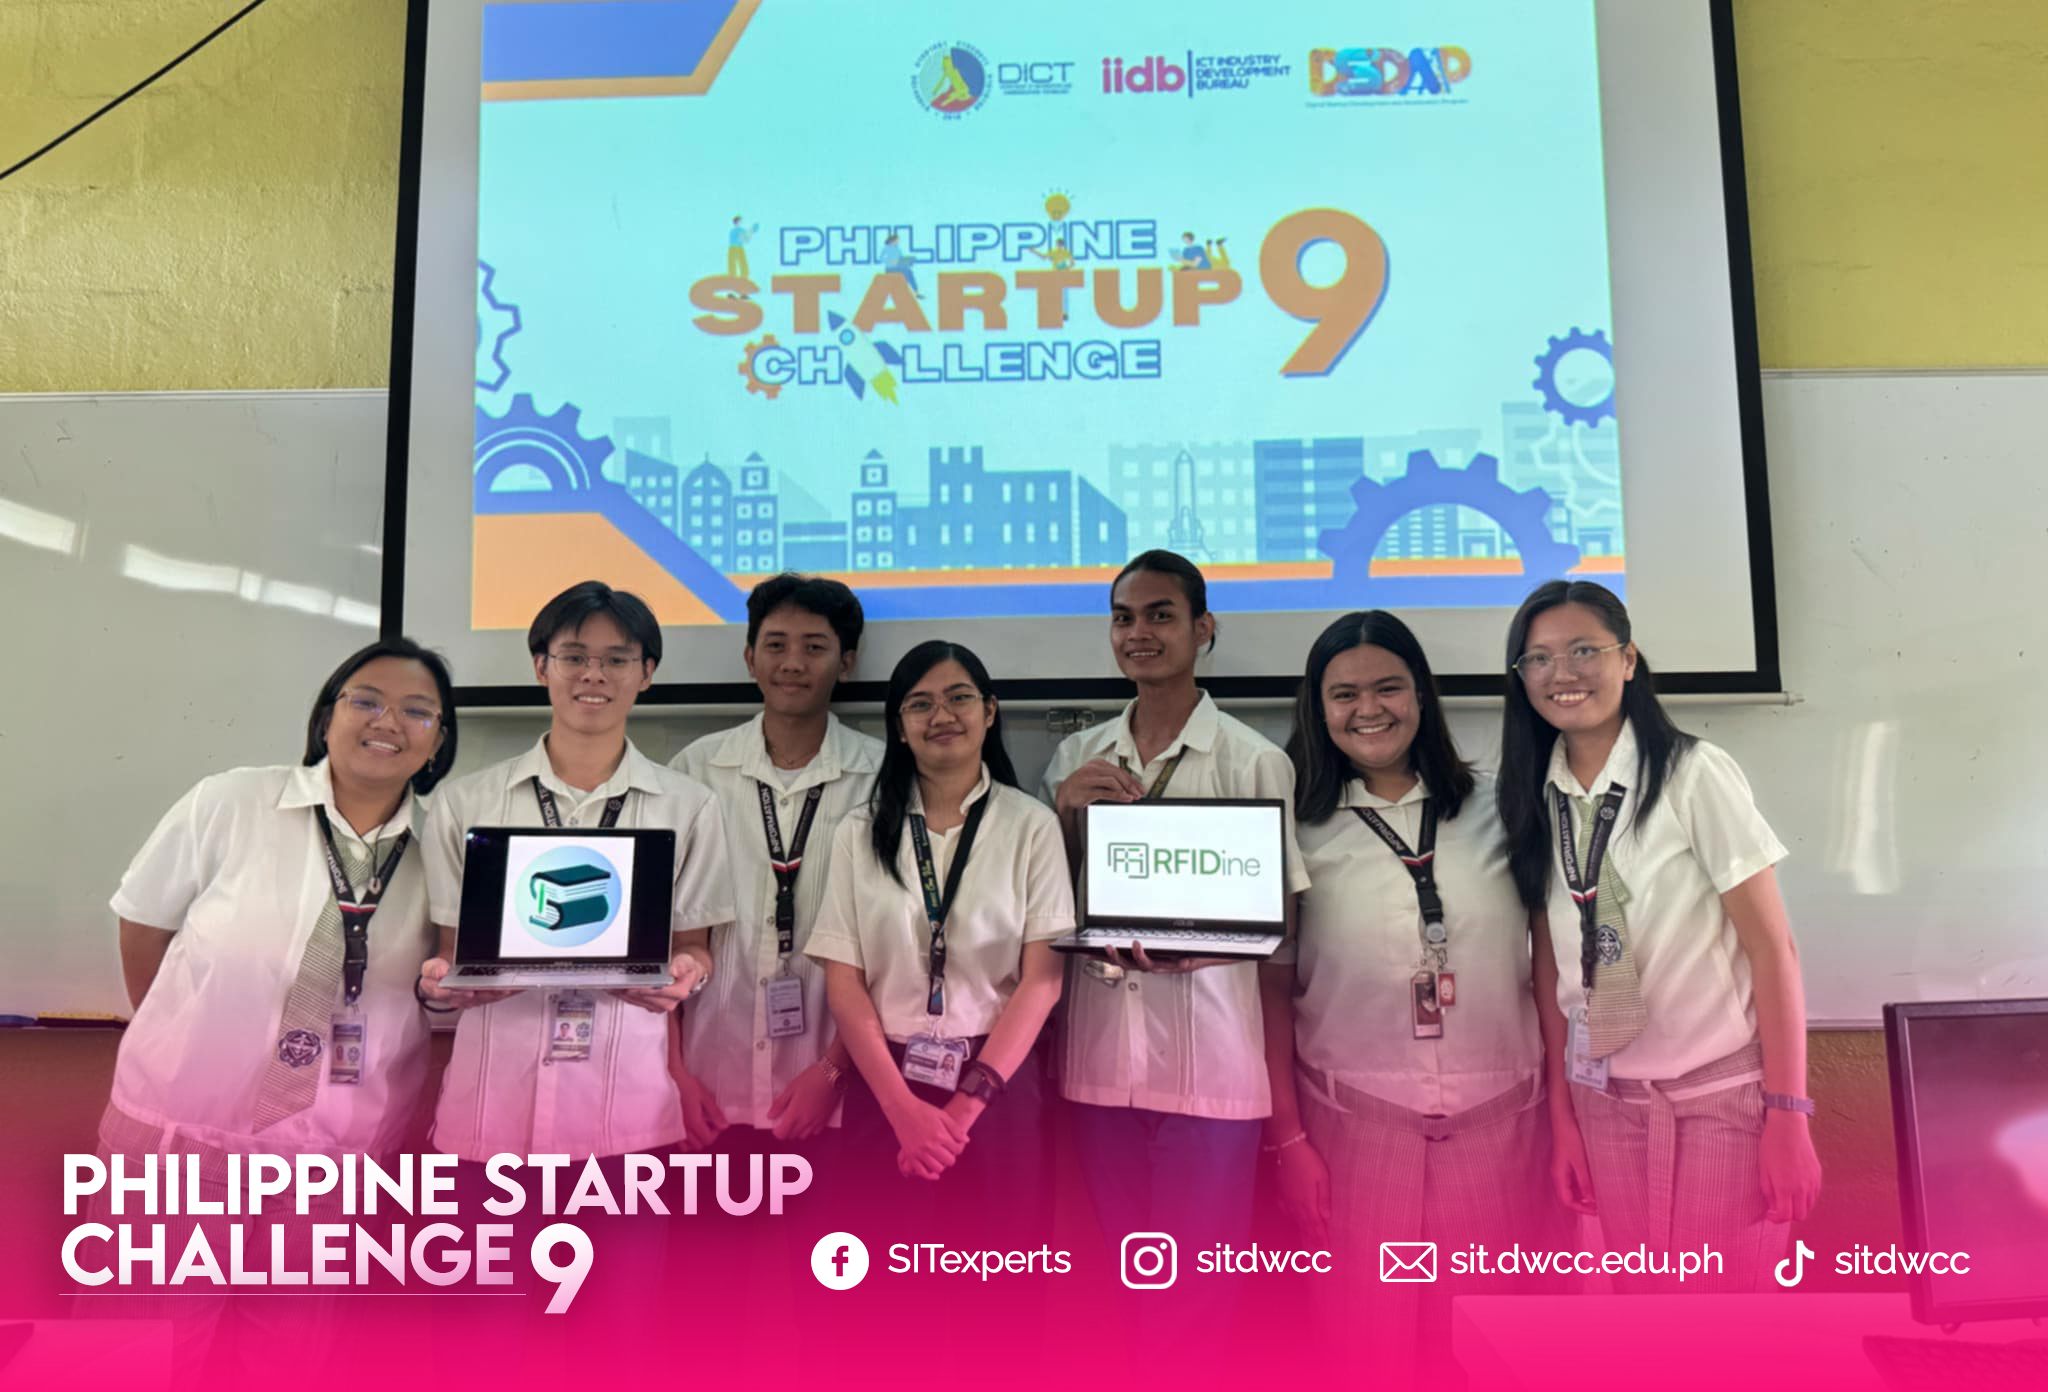 DICT
iidb
ICT INDUSTRY
DEVELOPMENT
BUREAU
DSDAP
PHILIPPINE
STARTUP 9
CHALLENGE
RFIDine
ASUS
PHILIPPINE STARTUP
CHALLENGE 9
SITexperts
sitdwcc
sit.dwcc.edu.ph
sitdwcc